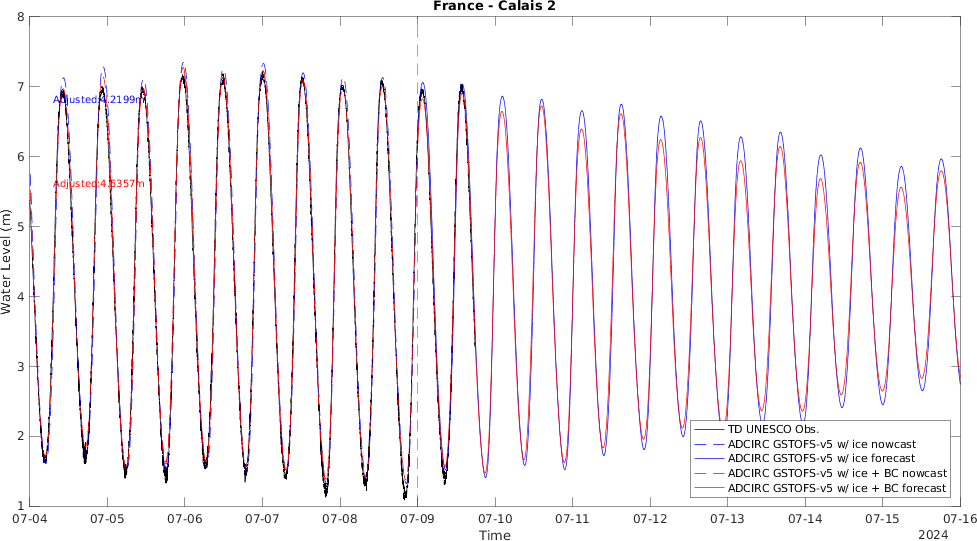 France - Calais 2
8
7
6
5
4
3
2
1
Water Level (m)
Adjusted:4.2199m
Adjusted:4.5357m
TD UNESCO Obs.
ADCIRC GSTOFS-v5 w/ ice nowcast
ADCIRC GSTOFS-v5 w/ ice forecast
ADCIRC GSTOFS-v5 w/ ice + BC nowcast
ADCIRC GSTOFS-v5 w/ ice + BC forecast
07-04 07-05 07-06 07-07 07-08 07-09 07-10 07-11 07-12 07-13 07-14 07-15 07-16
Time
2024